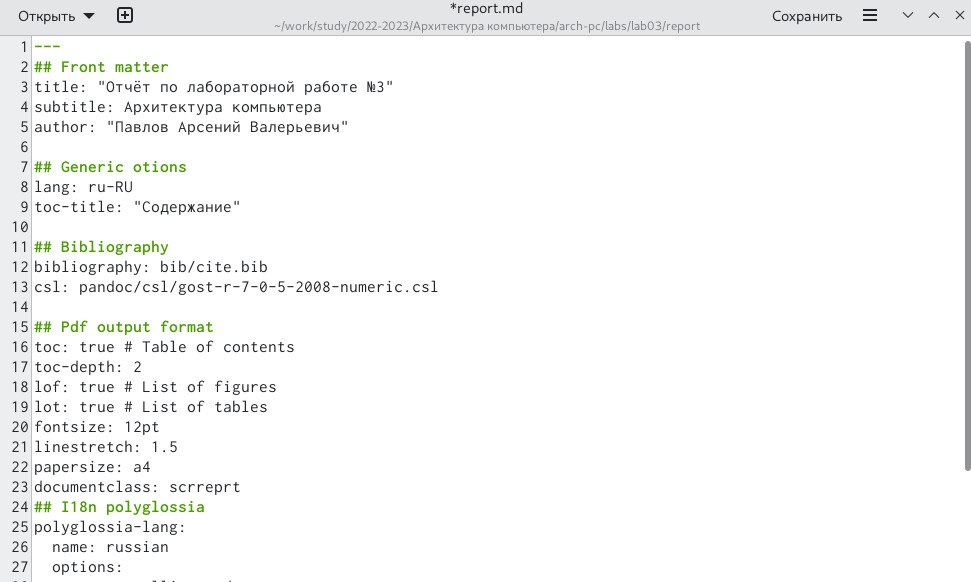 Открыть
*report.md
~/work/study/2022-2023/Архитектура компьютера/arch-pc/labs/lab03/report
Сохранить
1 ---
2 ## Front matter
3 title: "Отчёт по лабораторной работе №3"
4 subtitle: Архитектура компьютера
5 author: "Павлов Арсений Валерьевич"
6
7 ## Generic otions
8 lang: ru-RU
9 toc-title: "Содержание"
10
11 ## Bibliography
12 bibliography: bib/cite.bib
13 csl: pandoc/csl/gost-r-7-0-5-2008-numeric.csl
14
15 ## Pdf output format
16 toc: true # Table of contents
17 toc-depth: 2
18 lof: true # List of figures
19 lot: true # List of tables
20 fontsize: 12pt
21 linestretch: 1.5
22 papersize: a4
23 documentclass: scrreprt
24 ## I18n polyglossia
25 polyglossia-lang:
26   name: russian
27   options: